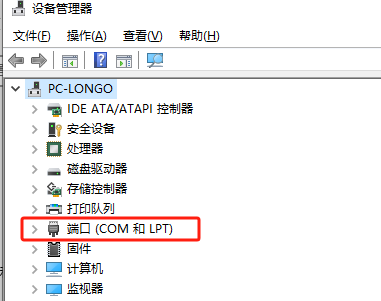 设备管理器
文件(F) 操作(A) 查看(V) 帮助(H)
PC-LONGO
IDE ATA/ATAPI 控制器
安全设备
处理器
磁盘驱动器
存储控制器
打印队列
端口 (COM 和 LPT)
固件
计算机
监视器